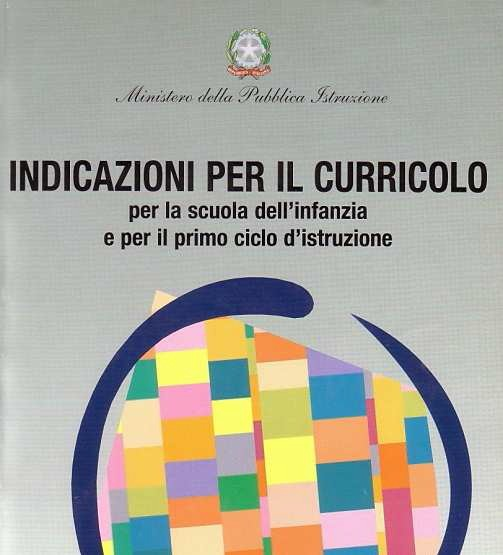 Ministero della Pubblica Istruzione
INDICAZIONI PER IL CURRICOLO
per la scuola dell'infanzia
e per il primo ciclo d'istruzione